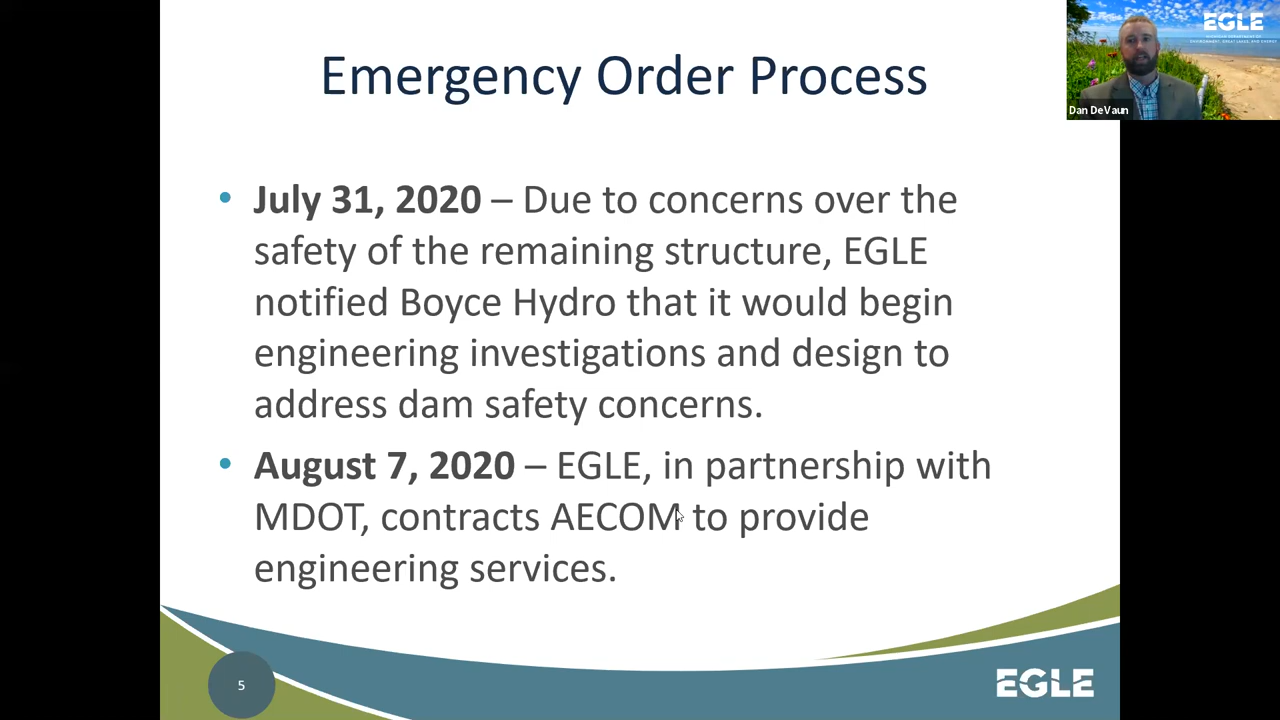 Emergency Order Process
EGLE
Dan DeVaun
• July 31, 2020 – Due to concerns over the
safety of the remaining structure, EGLE
notified Boyce Hydro that it would begin
engineering investigations and design to
address dam safety concerns.
• August 7, 2020 – EGLE, in partnership with
MDOT, contracts AECOM to provide
engineering services.
5
EGLE